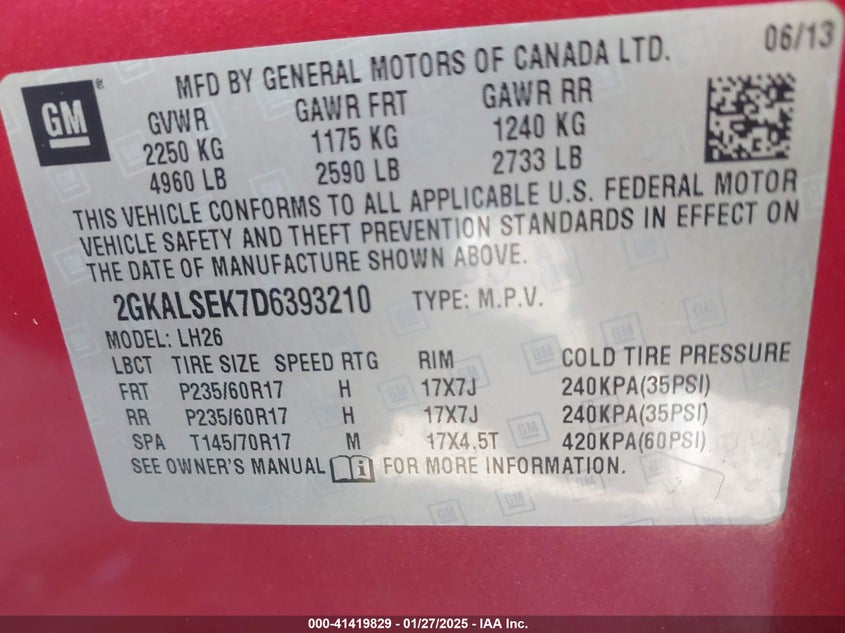 06/13
MFD BY GENERAL MOTORS OF CANADA LTD.
GM®
GVWR GAWR FRT GAWR RR
2250 KG 1175 KG 1240 KG
4960 LB 2590 LB 2733 LB
THIS VEHICLE CONFORMS TO ALL APPLICABLE U.S. FEDERAL MOTOR
VEHICLE SAFETY AND THEFT PREVENTION STANDARDS IN EFFECT ON
THE DATE OF MANUFACTURE SHOWN ABOVE.
2GKALSEK7D6393210 TYPE: M.P.V.
MODEL: LH26
LBCT TIRE SIZE SPEED RTG RIM COLD TIRE PRESSURE
FRT P235/60R17 H 17X7J 240KPA(35PSI)
RR P235/60R17 H 17X7J 240KPA(35PSI)
SPA T145/70R17 M 17X4.5T 420KPA(60PSI)
SEE OWNER'S MANUAL FOR MORE INFORMATION.
000-41419829 - 01/27/2025 - IAA Inc.